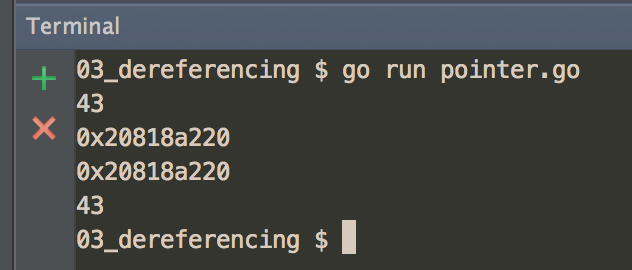 Terminal
03_dereferencing $ go run pointer.go
43
0x20818a220
0x20818a220
43
03_dereferencing $